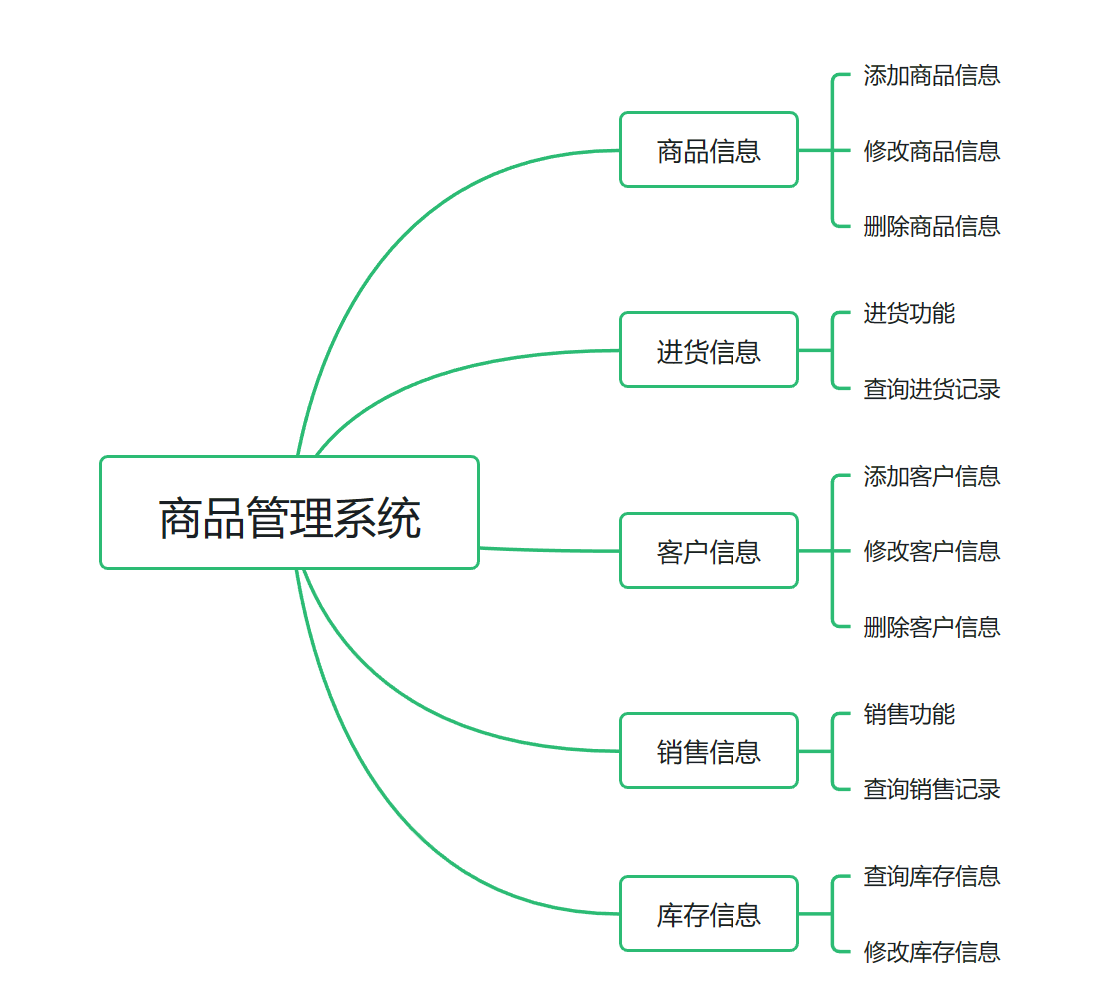 商品管理系统
商品信息
添加商品信息
修改商品信息
删除商品信息
进货信息
进货功能
查询进货记录
客户信息
添加客户信息
修改客户信息
删除客户信息
销售信息
销售功能
查询销售记录
库存信息
查询库存信息
修改库存信息